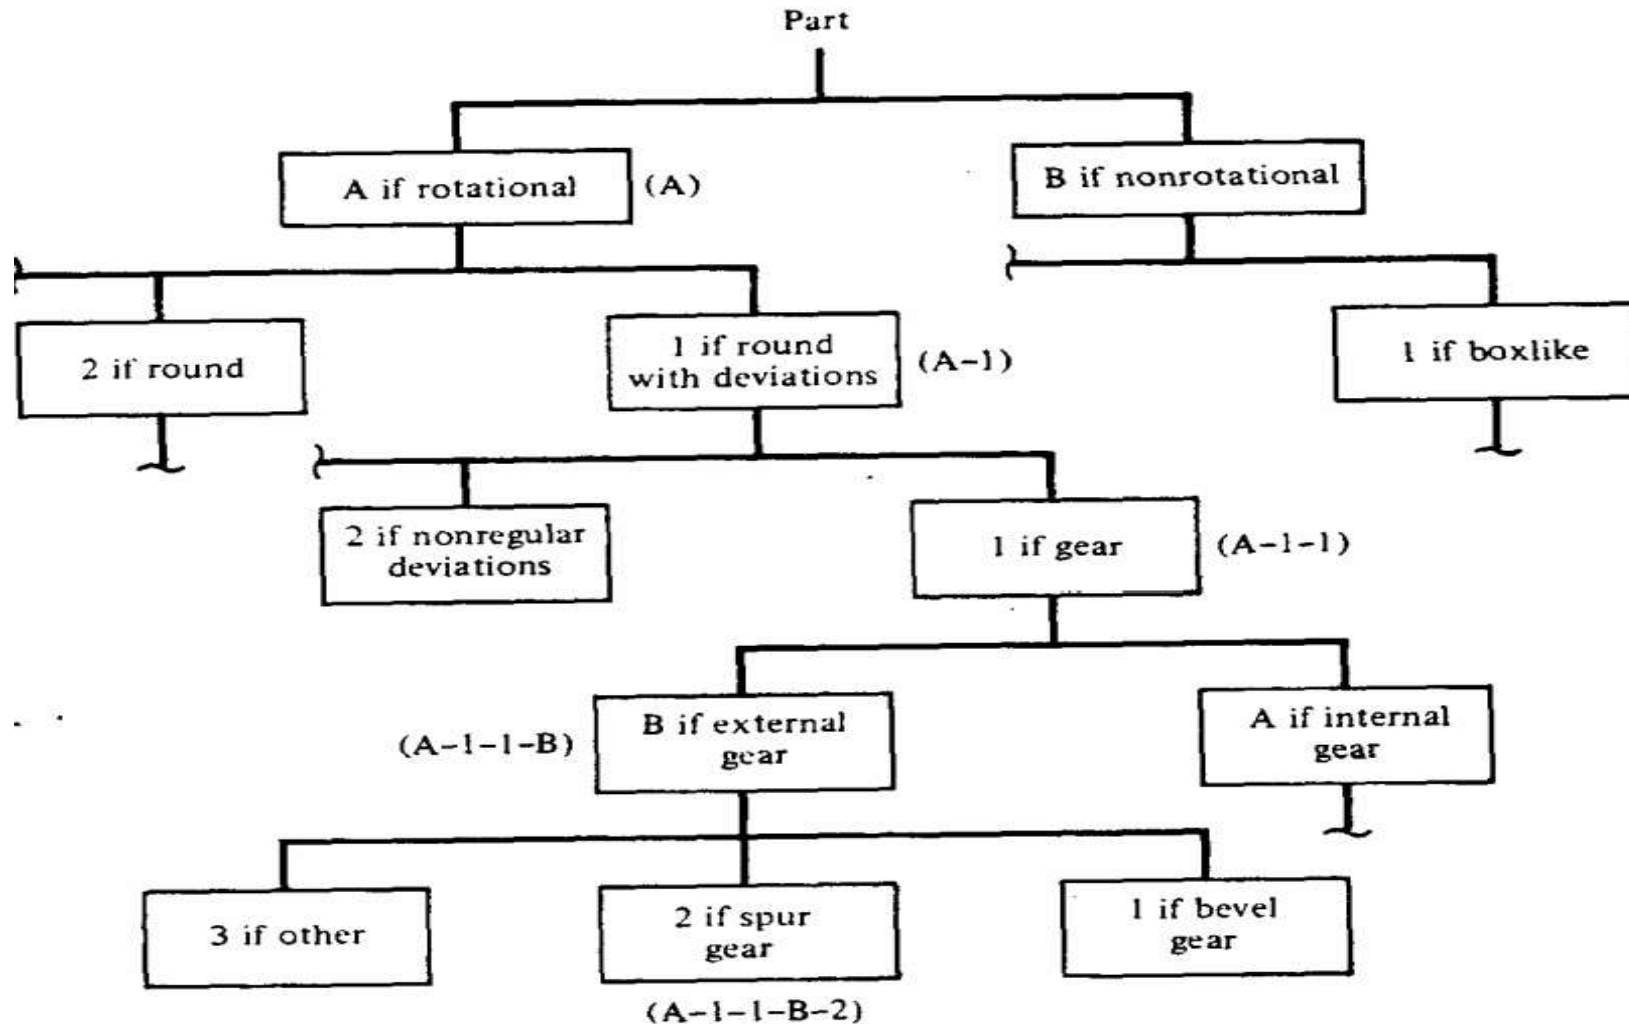 Part
A if rotational
(A)
B if nonrotational
2 if round
1 if round
with deviations
(A-1)
1 if boxlike
2 if nonregular
deviations
1 if gear
(A-1-1)
(A-1-1-B)
B if external
gear
A if internal
gear
3 if other
2 if spur
gear
1 if bevel
gear
(A-1-1-B-2)